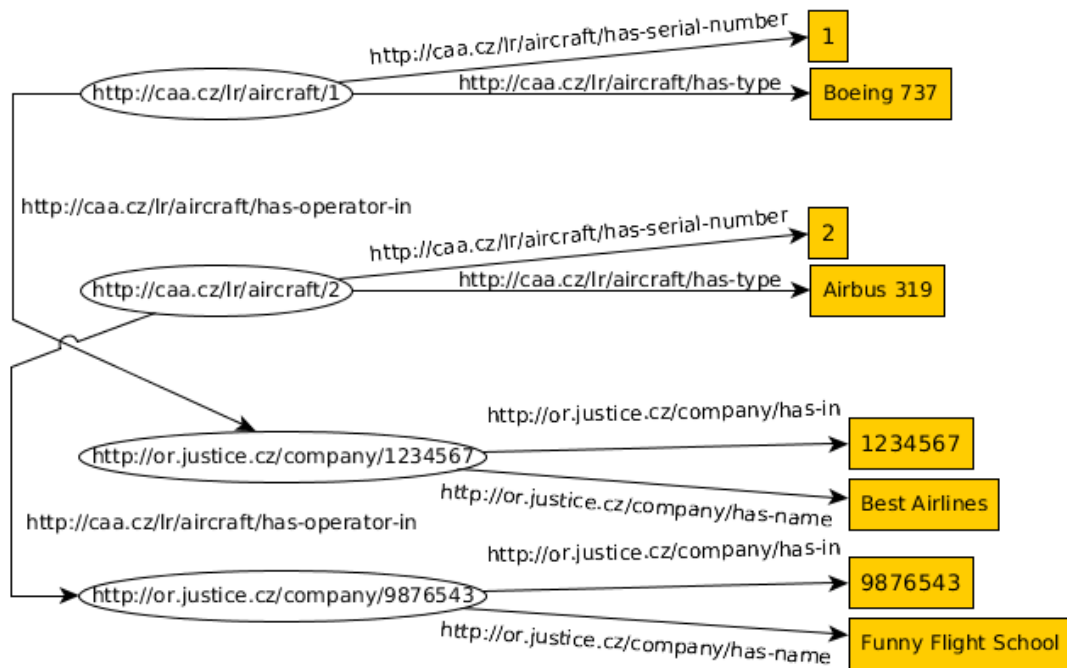 http://caa.cz/lr/aircraft/has-serial-number
1
http://caa.cz/lr/aircraft/1
http://caa.cz/lr/aircraft/has-type
Boeing 737
http://caa.cz/lr/aircraft/has-operator-in
http://caa.cz/lr/aircraft/has-serial-number
2
http://caa.cz/lr/aircraft/2
http://caa.cz/lr/aircraft/has-type
Airbus 319
http://or.justice.cz/company/has-in
1234567
http://or.justice.cz/company/1234567
http://or.justice.cz/company/has-name
Best Airlines
http://caa.cz/lr/aircraft/has-operator-in
http://or.justice.cz/company/has-in
9876543
http://or.justice.cz/company/9876543
http://or.justice.cz/company/has-name
Funny Flight School